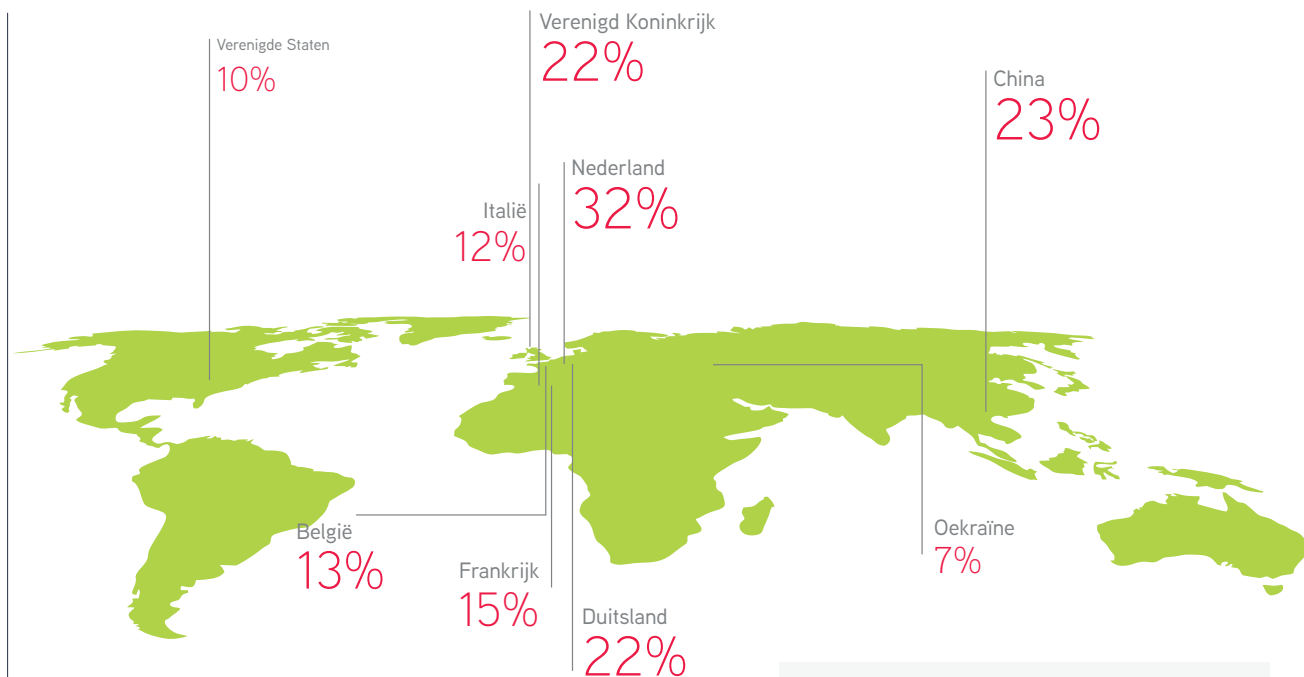 Verenigde Staten
10%
Verenigd Koninkrijk
22%
China
23%
Nederland
32%
Italië
12%
België
13%
Frankrijk
15%
Duitsland
22%
Oekraïne
7%